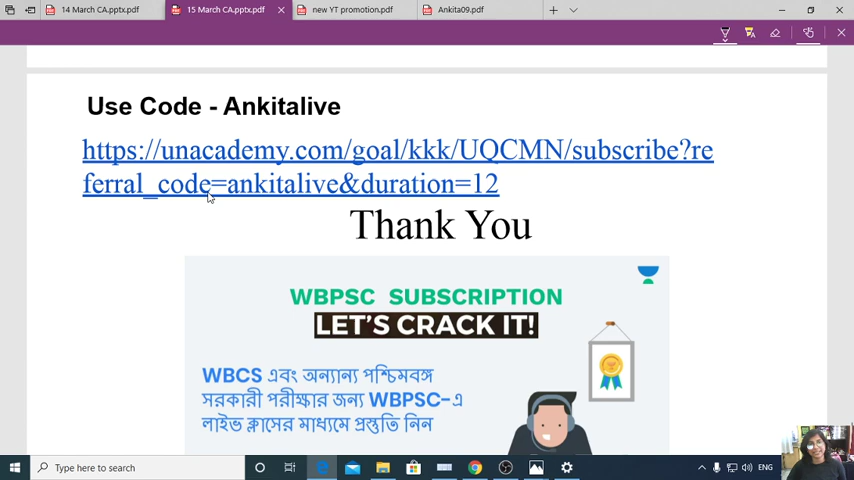 14 March CA.pptx.pdf
15 March CA.pptx.pdf
new YT promotion.pdf
Ankita09.pdf
Use Code - Ankitalive
https://unacademy.com/goal/kkk/UQCMN/subscribe?re
ferral_code=ankitalive&duration=12
Thank You
WBPSC SUBSCRIPTION
LET'S CRACK IT!
WBCS এবং অন্যান্য পশ্চিমবঙ্গ
সরকারী পরীক্ষার জন্য WBPSC-এ
লাইভ ক্লাসের মাধ্যমে প্রস্তুতি নিন
Type here to search
ENG